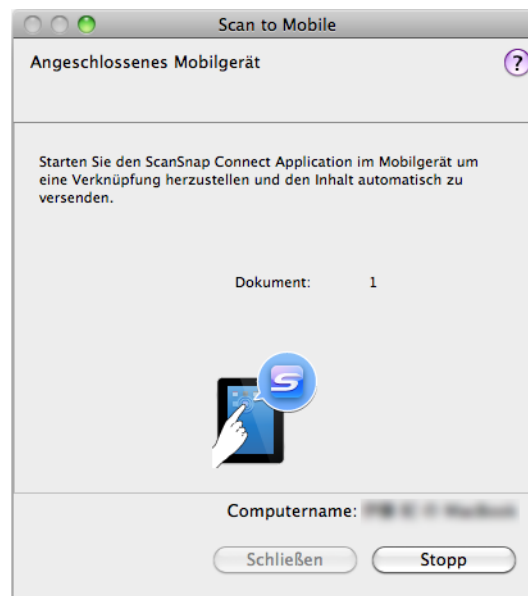 Scan to Mobile
Angeschlossenes Mobilgerät
?
Starten Sie den ScanSnap Connect Application im Mobilgerät um
eine Verknüpfung herzustellen und den Inhalt automatisch zu
versenden.
Dokument: 1
S
Computername:
Schließen Stopp